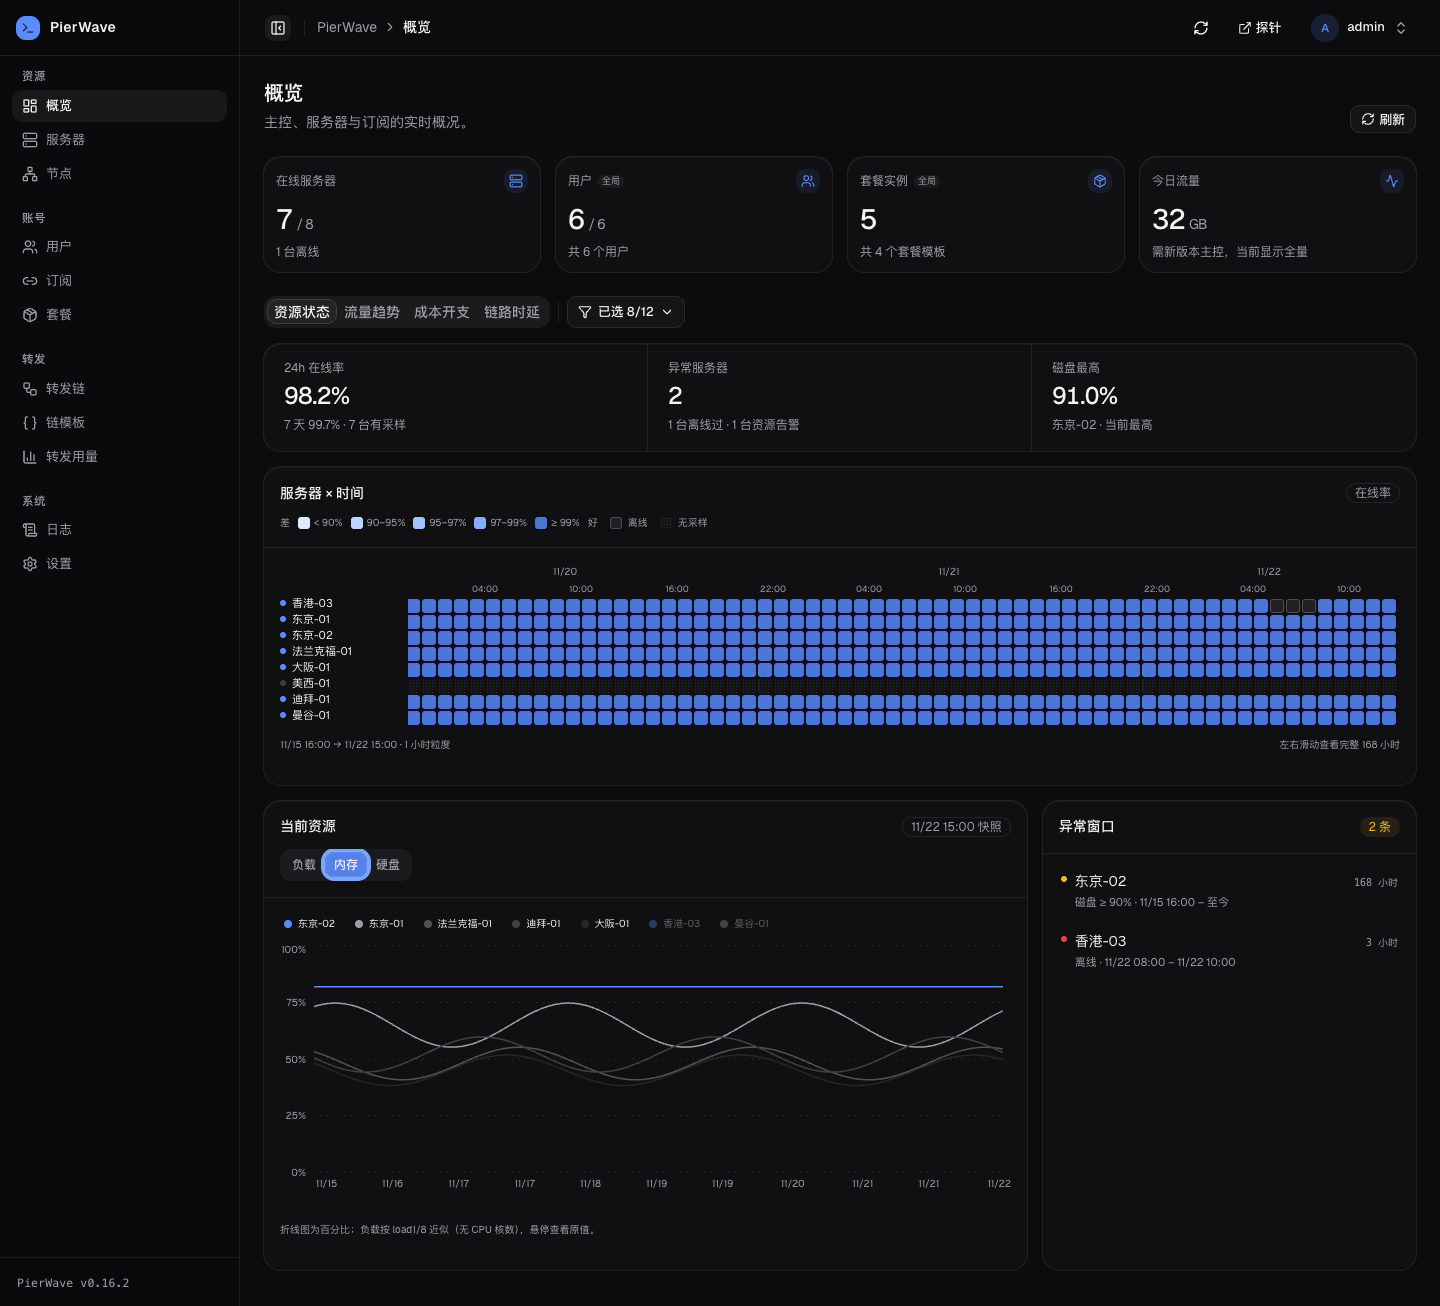 PierWave
PierWave > 概览
探针
A
admin
资源
概览
服务器
节点
账号
用户
订阅
套餐
转发
转发链
链模板
转发用量
系统
日志
设置
PierWave v0.16.2
概览
主控、服务器与订阅的实时概况。
刷新
在线服务器
7 / 8
1 台离线
用户 全局
6 / 6
共 6 个用户
套餐实例 全局
5
共 4 个套餐模板
今日流量
32 GB
需新版本主控，当前显示全量
资源状态 流量趋势 成本开支 链路时延
已选 8/12
24h 在线率
98.2%
7 天 99.7% · 7 台有采样
异常服务器
2
1 台离线过 · 1 台资源告警
磁盘最高
91.0%
东京-02 · 当前最高
服务器 × 时间
在线率
差 < 90% 90–95% 95–97% 97–99% ≥ 99% 好 离线 无采样
11/20 11/21 11/22
04:00 10:00 16:00 22:00 04:00 10:00 16:00 22:00 04:00 10:00
香港-03
东京-01
东京-02
法兰克福-01
大阪-01
美西-01
迪拜-01
曼谷-01
11/15 16:00 → 11/22 15:00 · 1 小时粒度
左右滑动查看完整 168 小时
当前资源
11/22 15:00 快照
负载 内存 硬盘
东京-02 东京-01 法兰克福-01 迪拜-01 大阪-01 香港-03 曼谷-01
100%
75%
50%
25%
0%
11/15 11/16 11/17 11/17 11/18 11/19 11/19 11/20 11/21 11/21 11/22
折线图为百分比；负载按 load1/8 近似（无 CPU 核数），悬停查看原值。
异常窗口
2 条
东京-02
168 小时
磁盘 ≥ 90% · 11/15 16:00 – 至今
香港-03
3 小时
离线 · 11/22 08:00 – 11/22 10:00